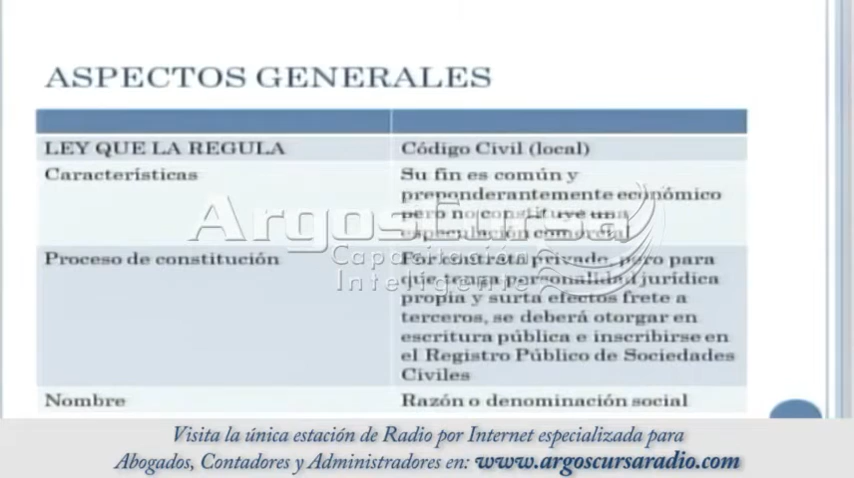 ASPECTOS GENERALES
LEY QUE LA REGULA
Código Civil (local)
Características
Su fin es común y
preponderantemente económico
pero no constituye una
especulación comercial
Proceso de constitución
Por contrato privado, pero para
que tenga personalidad jurídica
propia y surta efectos frete a
terceros, se deberá otorgar en
escritura pública e inscribirse en
el Registro Público de Sociedades
Civiles
Nombre
Razón o denominación social
ArgosCursa
Capacitación
Inteligente
Visita la única estación de Radio por Internet especializada para
Abogados, Contadores y Administradores en: www.argoscursaradio.com